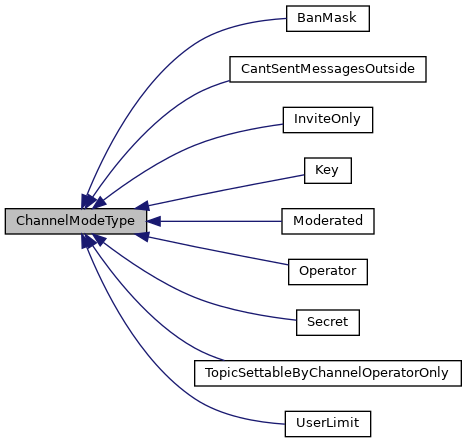 BanMask
CantSentMessagesOutside
InviteOnly
Key
ChannelModeType
Moderated
Operator
Secret
TopicSettableByChannelOperatorOnly
UserLimit